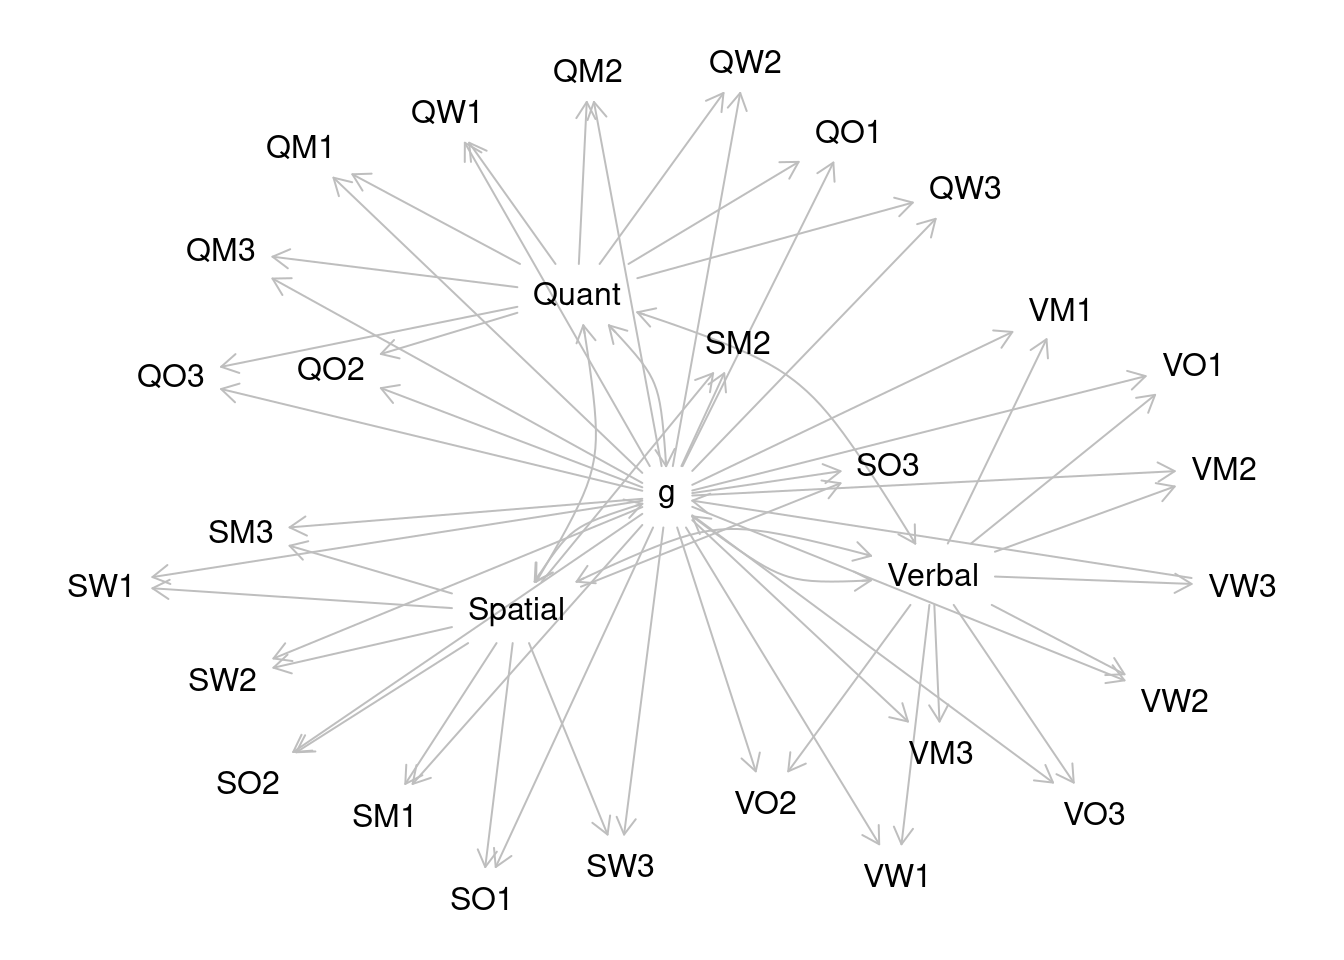 QW2
QM2
QW1
QO1
QM1
QW3
QM3
Quant
VM1
SM2
VO1
QO2
QO3
SO3
VM2
g
SM3
Verbal
SW1
VW3
Spatial
SW2
VW2
VM3
SO2
VO2
VO3
SM1
SW3
VW1
SO1